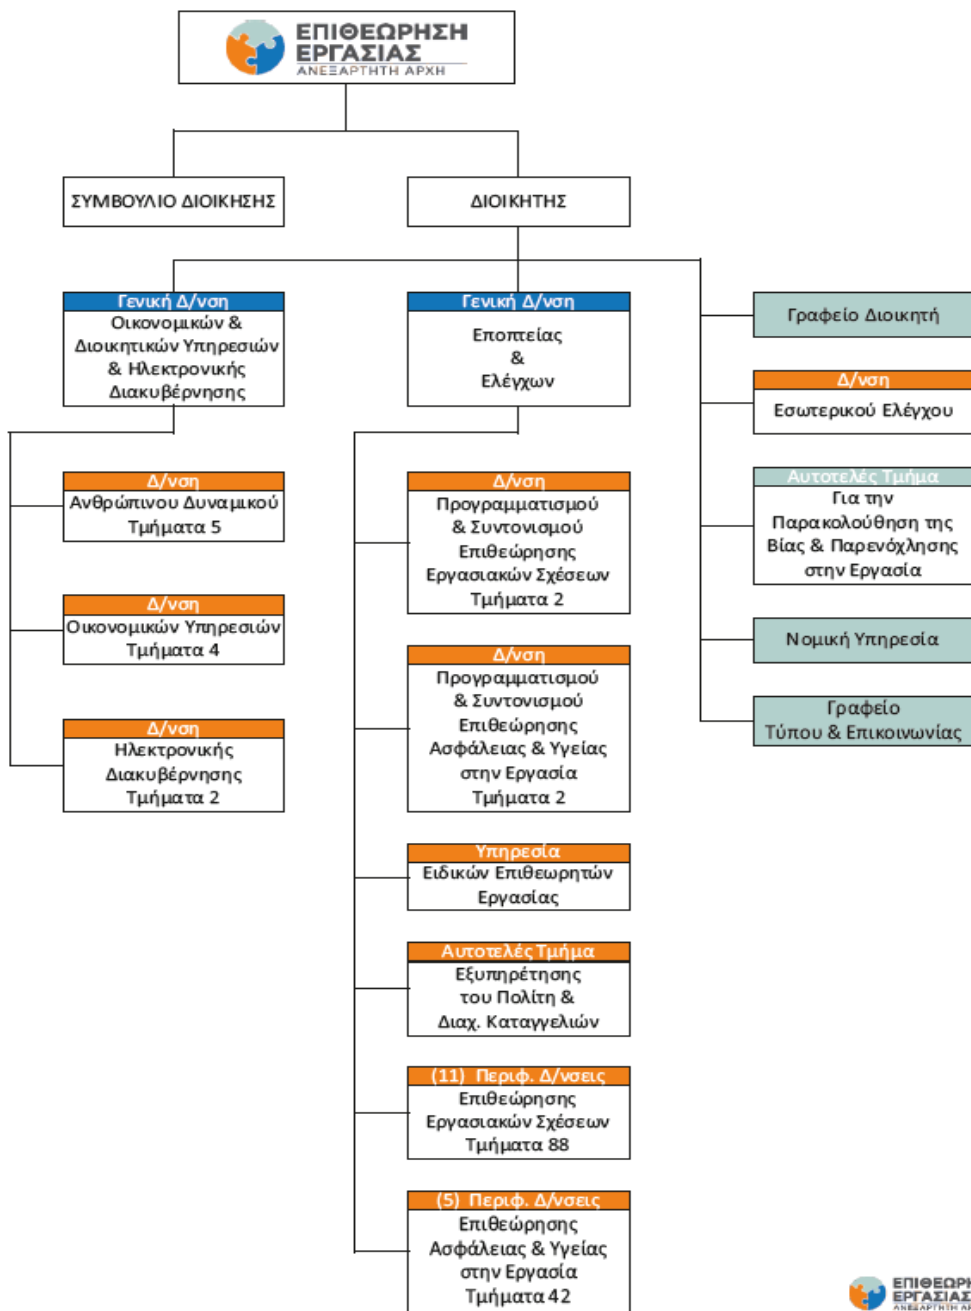 ΕΠΙΘΕΩΡΗΣΗ
ΕΡΓΑΣΙΑΣ
ΑΝΕΞΑΡΤΗΤΗ ΑΡΧΗ
ΣΥΜΒΟΥΛΙΟ ΔΙΟΙΚΗΣΗΣ
ΔΙΟΙΚΗΤΗΣ
Γενική Δ/νση
Οικονομικών &
Διοικητικών Υπηρεσιών
& Ηλεκτρονικής
Διακυβέρνησης
Δ/νση
Ανθρώπινου Δυναμικού
Τμήματα 5
Δ/νση
Οικονομικών Υπηρεσιών
Τμήματα 4
Δ/νση
Ηλεκτρονικής
Διακυβέρνησης
Τμήματα 2
Γενική Δ/νση
Εποπτείας
&
Ελέγχων
Δ/νση
Προγραμματισμού
& Συντονισμού
Επιθεώρησης
Εργασιακών Σχέσεων
Τμήματα 2
Δ/νση
Προγραμματισμού
& Συντονισμού
Επιθεώρησης
Ασφάλειας & Υγείας
στην Εργασία
Τμήματα 2
Υπηρεσία
Ειδικών Επιθεωρητών
Εργασίας
Αυτοτελές Τμήμα
Εξυπηρέτησης
του Πολίτη &
Διαχ. Καταγγελιών
(11) Περιφ. Δ/νσεις
Επιθεώρησης
Εργασιακών Σχέσεων
Τμήματα 88
(5) Περιφ. Δ/νσεις
Επιθεώρησης
Ασφάλειας & Υγείας
στην Εργασία
Τμήματα 42
Γραφείο Διοικητή
Δ/νση
Εσωτερικού Ελέγχου
Αυτοτελές Τμήμα
Για την
Παρακολούθηση της
Βίας & Παρενόχλησης
στην Εργασία
Νομική Υπηρεσία
Γραφείο
Τύπου & Επικοινωνίας
ΕΡΓΑΣΙΑΣ